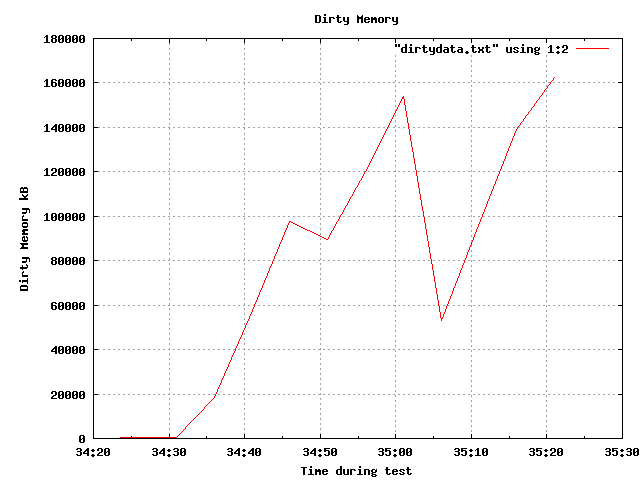 Dirty Memory
180000
"dirtydata.txt" using 1:2
160000
140000
120000
100000
80000
60000
40000
20000
0
Dirty Memory kB
34:20 34:30 34:40 34:50 35:00 35:10 35:20 35:30
Time during test